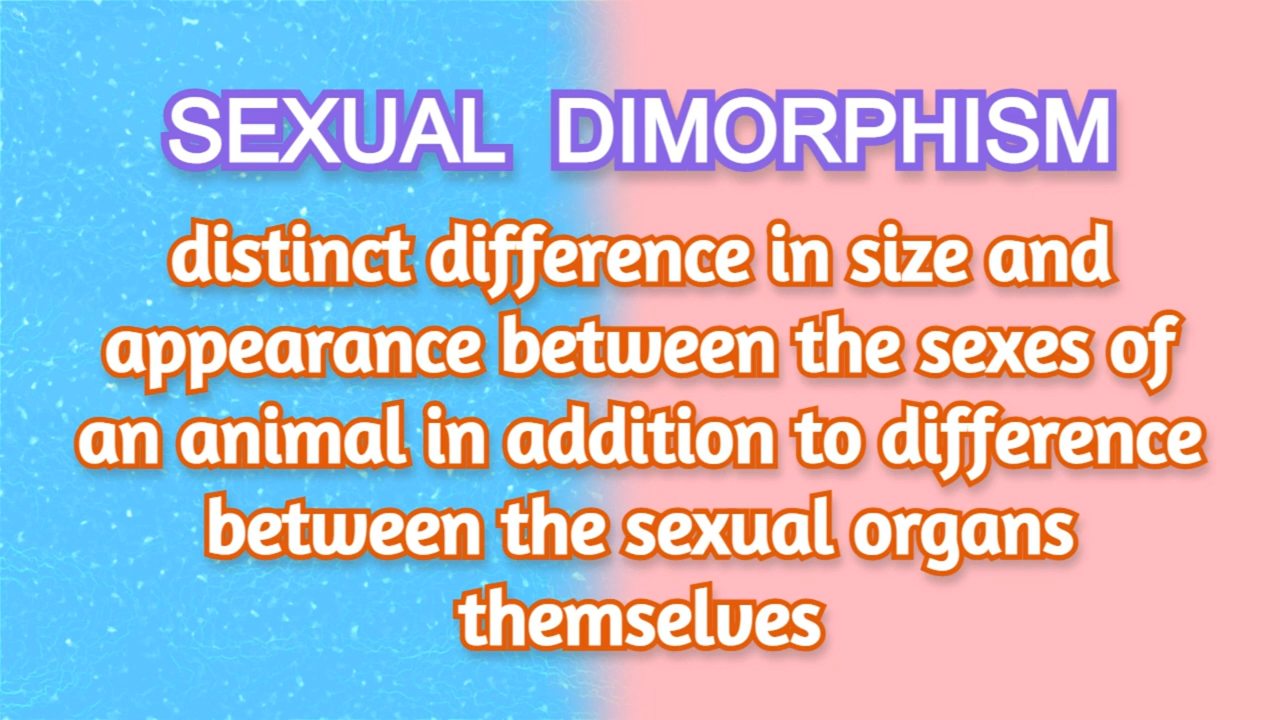 SEXUAL DIMORPHISM
distinct difference in size and
appearance between the sexes of
an animal in addition to difference
between the sexual organs
themselves